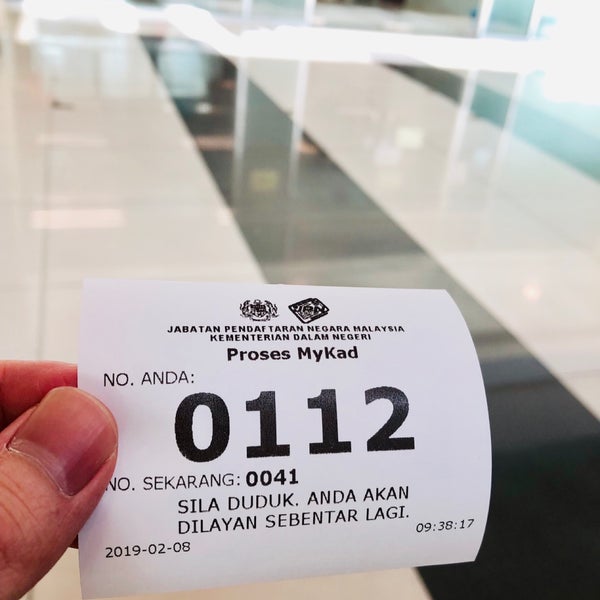 JPN
JABATAN PENDAFTARAN NEGARA MALAYSIA
KEMENTERIAN DALAM NEGERI
Proses MyKad
NO. ANDA:
0112
NO. SEKARANG: 0041
SILA DUDUK. ANDA AKAN
DILAYAN SEBENTAR LAGI.
2019-02-08 09:38:17